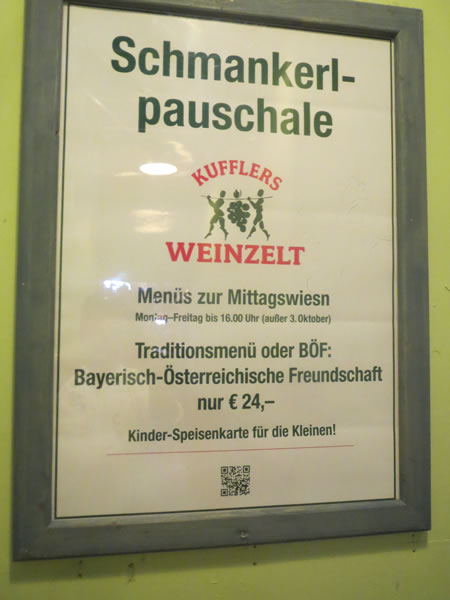 Schmankerl-
pauschale
KUFFLERS
WEINZELT
Menüs zur Mittagswiesn
Montag–Freitag bis 16.00 Uhr (außer 3. Oktober)
Traditionsmenü oder BÖF:
Bayerisch-Österreichische Freundschaft
nur € 24,–
Kinder-Speisenkarte für die Kleinen!